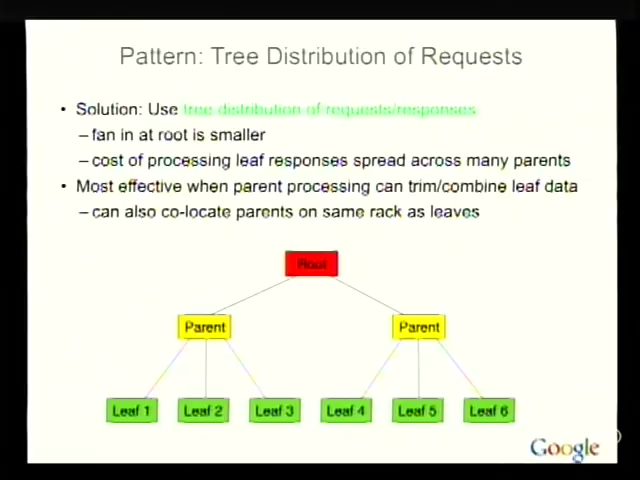 Pattern: Tree Distribution of Requests
• Solution: Use tree distribution of requests/responses
– fan in at root is smaller
– cost of processing leaf responses spread across many parents
• Most effective when parent processing can trim/combine leaf data
– can also co-locate parents on same rack as leaves
Root
Parent Parent
Leaf 1 Leaf 2 Leaf 3 Leaf 4 Leaf 5 Leaf 6
Google